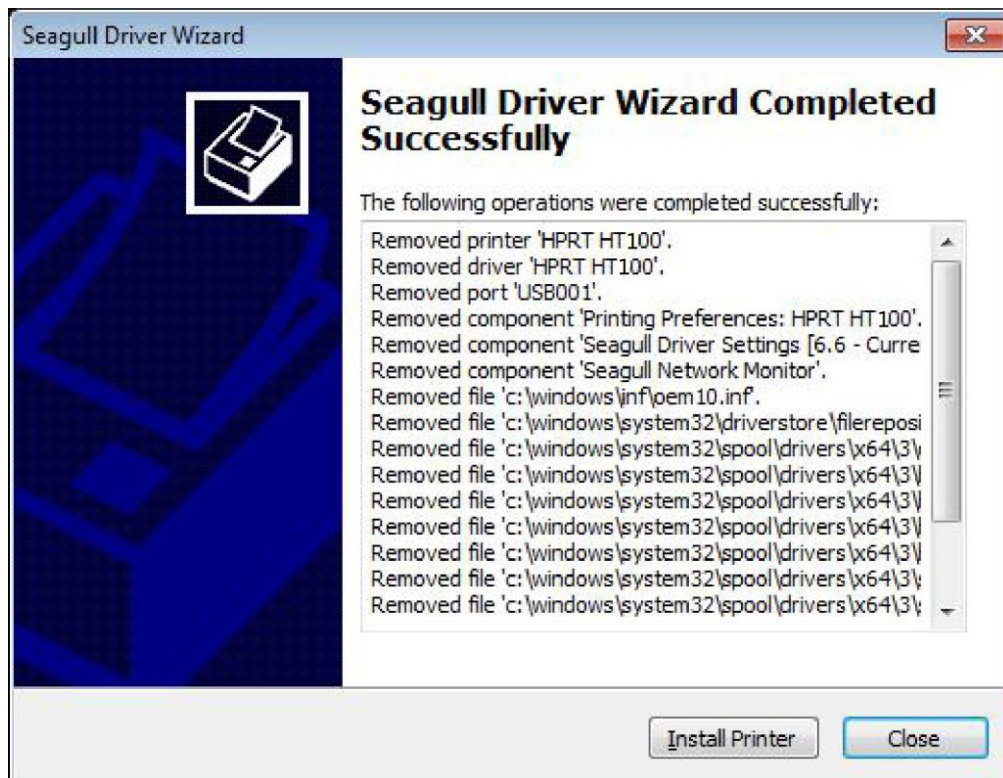 Seagull Driver Wizard
Seagull Driver Wizard Completed
Successfully
The following operations were completed successfully:
Removed printer 'HPRT HT100'.
Removed driver 'HPRT HT100'.
Removed port 'USB001'.
Removed component 'Printing Preferences: HPRT HT100'.
Removed component 'Seagull Driver Settings [6.6 - Curre
Removed component 'Seagull Network Monitor'.
Removed file 'c:\windows\inf\oem10.inf'.
Removed file 'c:\windows\system32\driverstore\filereposi
Removed file 'c:\windows\system32\spool\drivers\x64\3\
Removed file 'c:\windows\system32\spool\drivers\x64\3\
Removed file 'c:\windows\system32\spool\drivers\x64\3\
Removed file 'c:\windows\system32\spool\drivers\x64\3\
Removed file 'c:\windows\system32\spool\drivers\x64\3\
Removed file 'c:\windows\system32\spool\drivers\x64\3\
Removed file 'c:\windows\system32\spool\drivers\x64\3\
Install Printer
Close